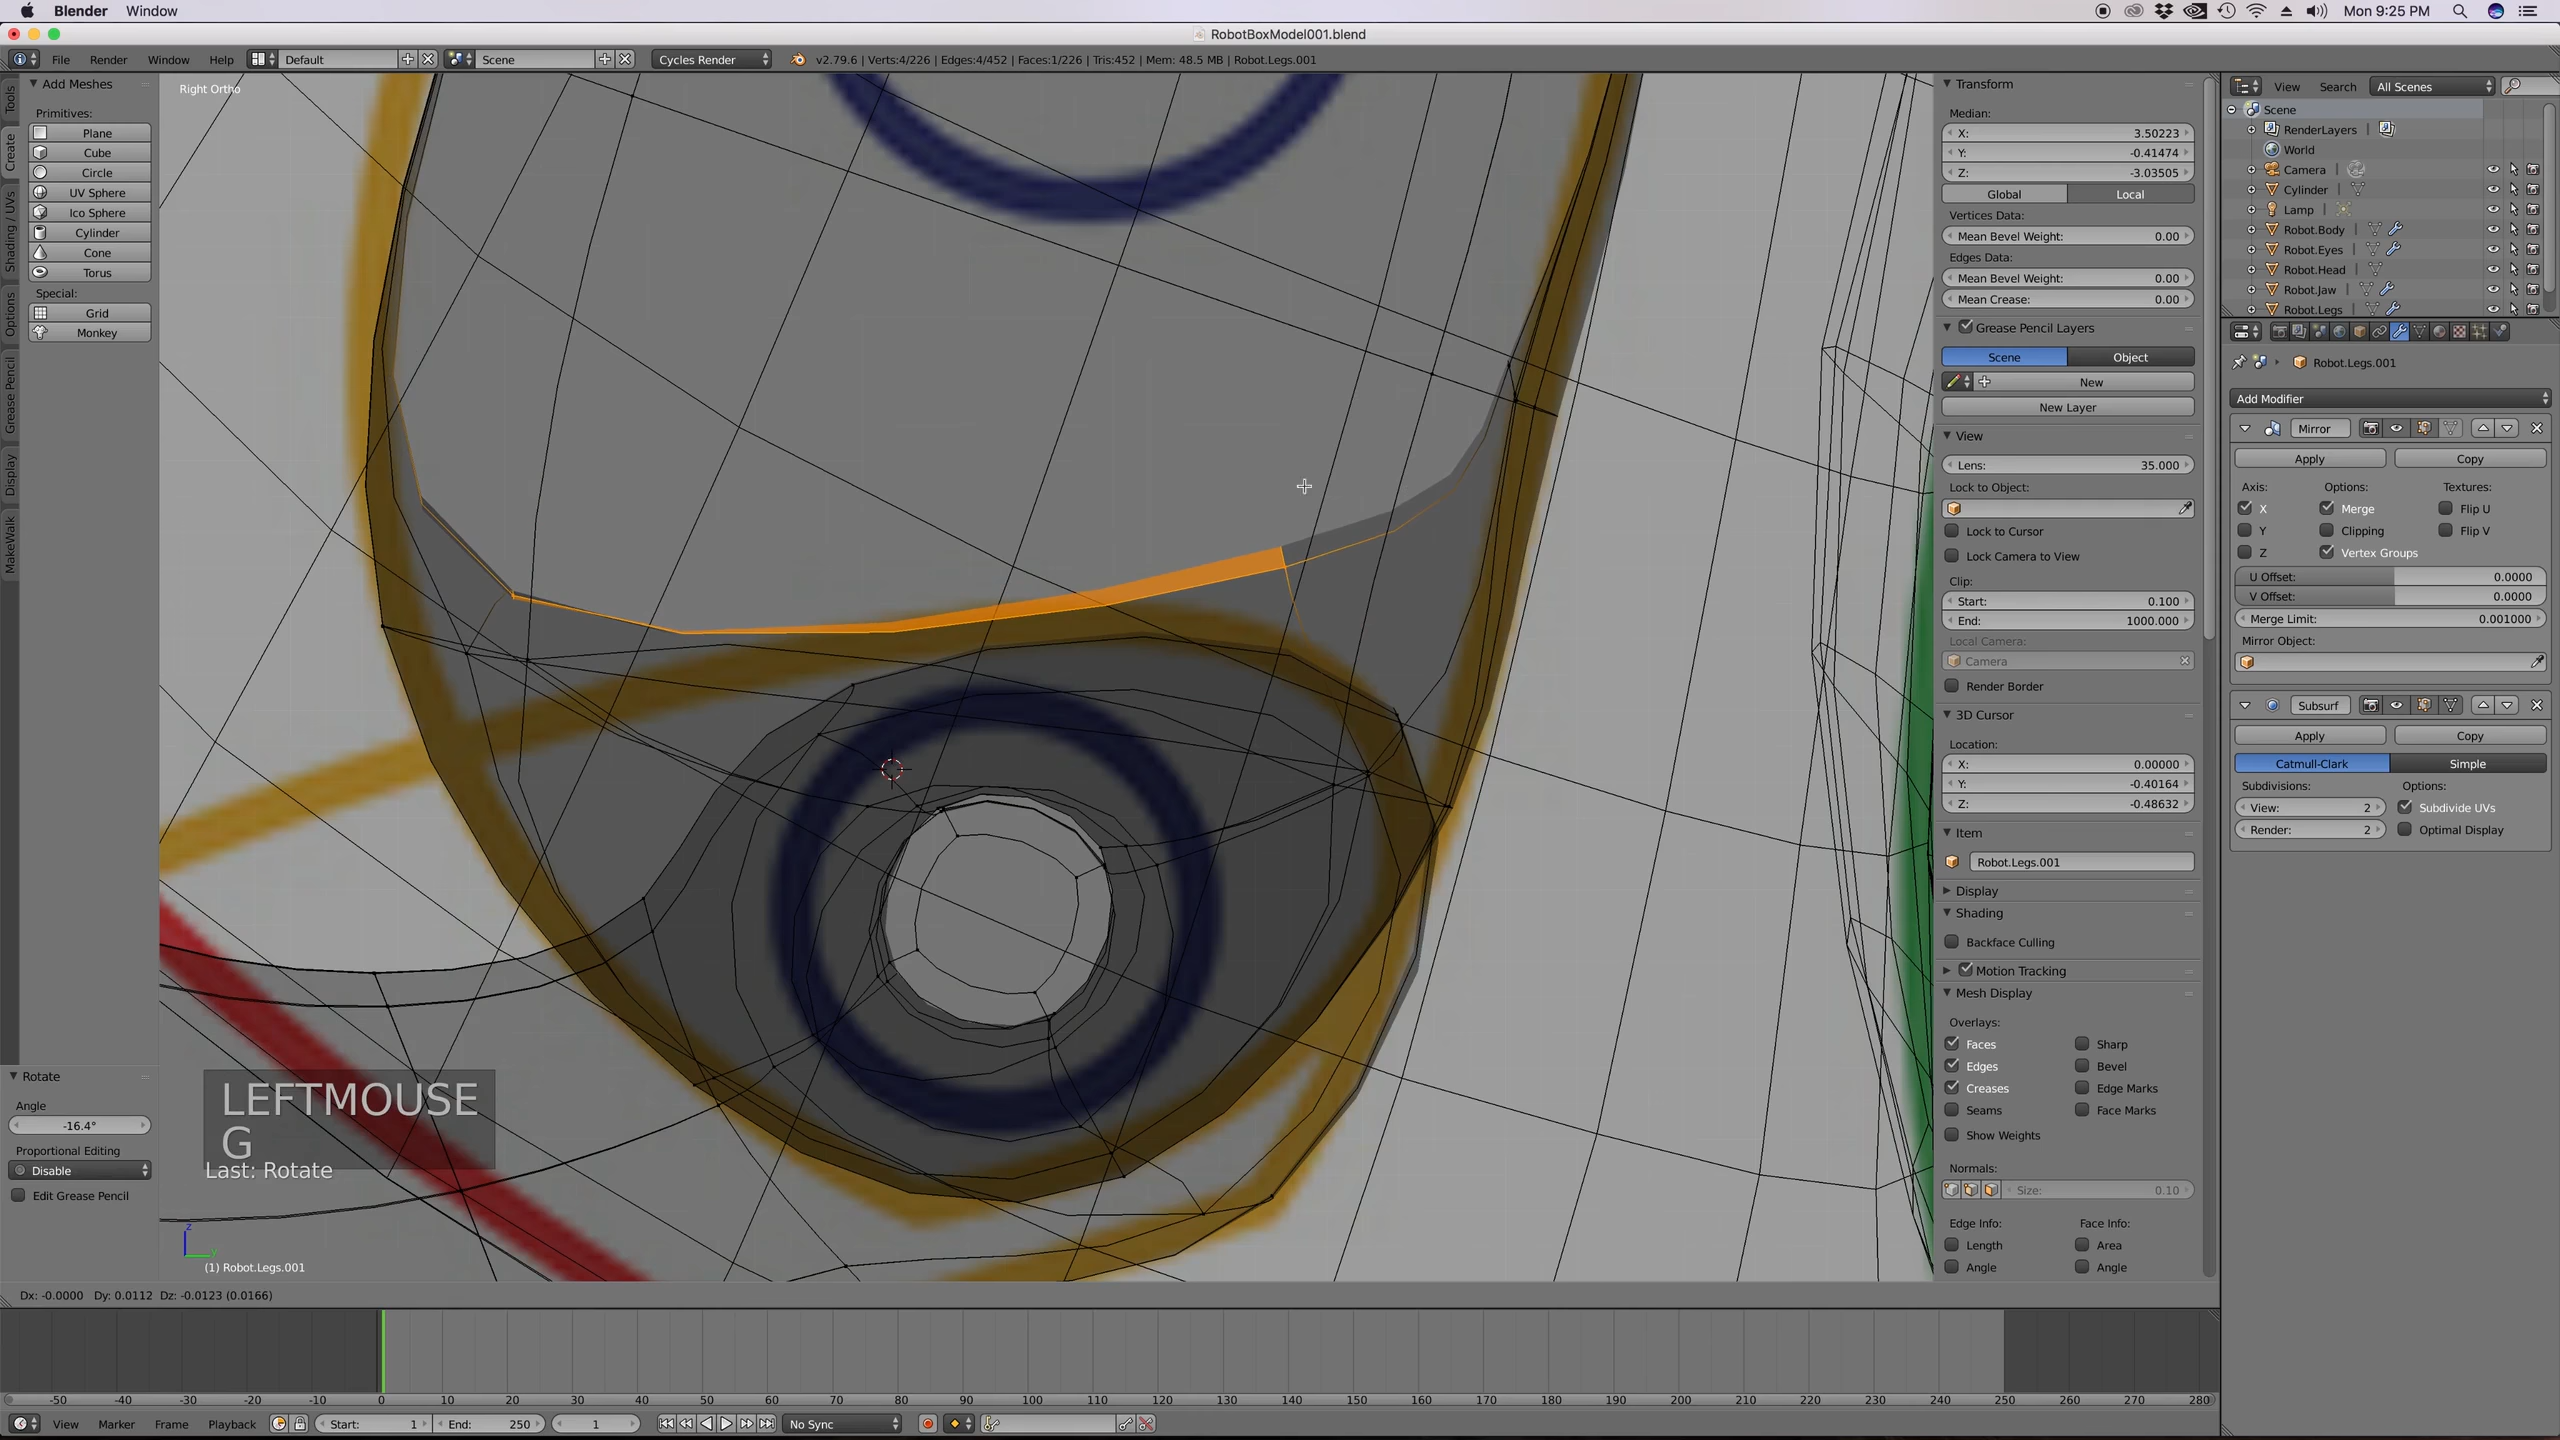 Blender Window
Mon 9:25 PM
RobotBoxModel001.blend
File Render Window Help Default Scene Cycles Render v2.79.6 | Verts:4/226 | Edges:4/452 | Faces:1/226 | Tris:452 | Mem: 48.5 MB | Robot.Legs.001
Add Meshes
Primitives:
Plane
Cube
Circle
UV Sphere
Ico Sphere
Cylinder
Cone
Torus
Special:
Grid
Monkey
Tools
Create
Shading / UVs
Options
Grease Pencil
Display
MakeWalk
Rotate
Angle
-16.4°
Proportional Editing
Disable
Edit Grease Pencil
Right Ortho
LEFTMOUSE
G
Last: Rotate
z
y
(1) Robot.Legs.001
Transform
Median:
X: 3.50223
Y: -0.41474
Z: -3.03505
Global Local
Vertices Data:
Mean Bevel Weight: 0.00
Edges Data:
Mean Bevel Weight: 0.00
Mean Crease: 0.00
Grease Pencil Layers
Scene Object
New
New Layer
View
Lens: 35.000
Lock to Object:
Lock to Cursor
Lock Camera to View
Clip:
Start: 0.100
End: 1000.000
Local Camera:
Camera
Render Border
3D Cursor
Location:
X: 0.00000
Y: -0.40164
Z: -0.48632
Item
Robot.Legs.001
Display
Shading
Backface Culling
Motion Tracking
Mesh Display
Overlays:
Faces Sharp
Edges Bevel
Creases Edge Marks
Seams Face Marks
Show Weights
Normals:
Size: 0.10
Edge Info: Face Info:
Length Area
Angle Angle
View Search All Scenes
Scene
RenderLayers
World
Camera
Cylinder
Lamp
Robot.Body
Robot.Eyes
Robot.Head
Robot.Jaw
Robot.Legs
Robot.Legs.001
Add Modifier
Mirror
Apply Copy
Axis: Options: Textures:
X Merge Flip U
Y Clipping Flip V
Z Vertex Groups
U Offset: 0.0000
V Offset: 0.0000
Merge Limit: 0.001000
Mirror Object:
Subsurf
Apply Copy
Catmull-Clark Simple
Subdivisions: Options:
View: 2 Subdivide UVs
Render: 2 Optimal Display
Dx: -0.0000 Dy: 0.0112 Dz: -0.0123 (0.0166)
-50 -40 -30 -20 -10 0 10 20 30 40 50 60 70 80 90 100 110 120 130 140 150 160 170 180 190 200 210 220 230 240 250 260 270 280
View Marker Frame Playback Start: 1 End: 250 1 No Sync